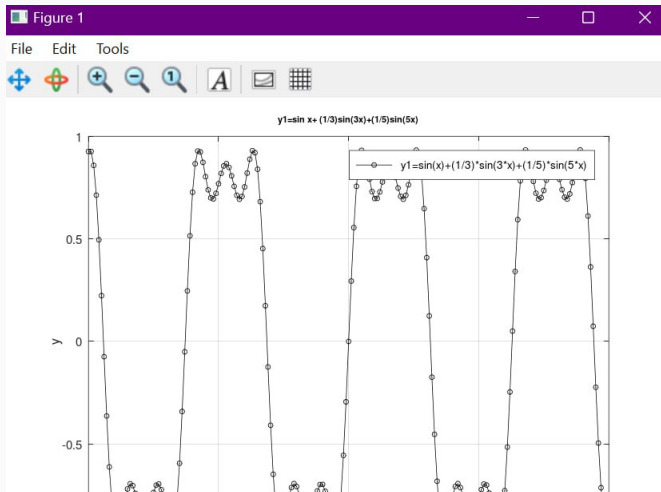 Figure 1
File Edit Tools
1 A
y1=sin x+ (1/3)sin(3x)+(1/5)sin(5x)
1
y1=sin(x)+(1/3)*sin(3*x)+(1/5)*sin(5*x)
0.5
y
0
-0.5